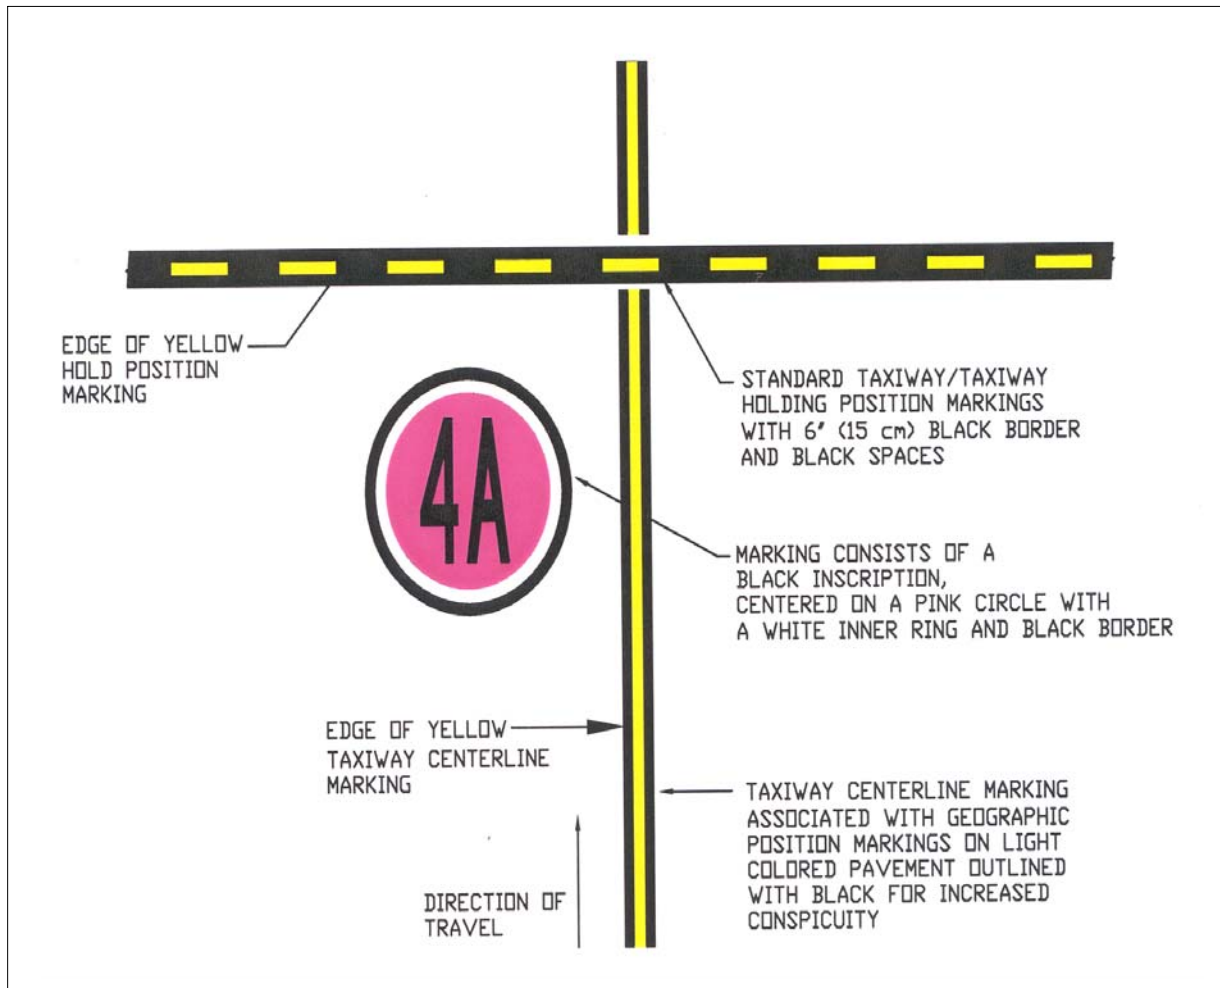 EDGE OF YELLOW
HOLD POSITION
MARKING
STANDARD TAXIWAY/TAXIWAY
HOLDING POSITION MARKINGS
WITH 6" (15 cm) BLACK BORDER
AND BLACK SPACES
4A
MARKING CONSISTS OF A
BLACK INSCRIPTION,
CENTERED ON A PINK CIRCLE WITH
A WHITE INNER RING AND BLACK BORDER
EDGE OF YELLOW
TAXIWAY CENTERLINE
MARKING
TAXIWAY CENTERLINE MARKING
ASSOCIATED WITH GEOGRAPHIC
POSITION MARKINGS ON LIGHT
COLORED PAVEMENT OUTLINED
WITH BLACK FOR INCREASED
CONSPICUITY
DIRECTION OF
TRAVEL